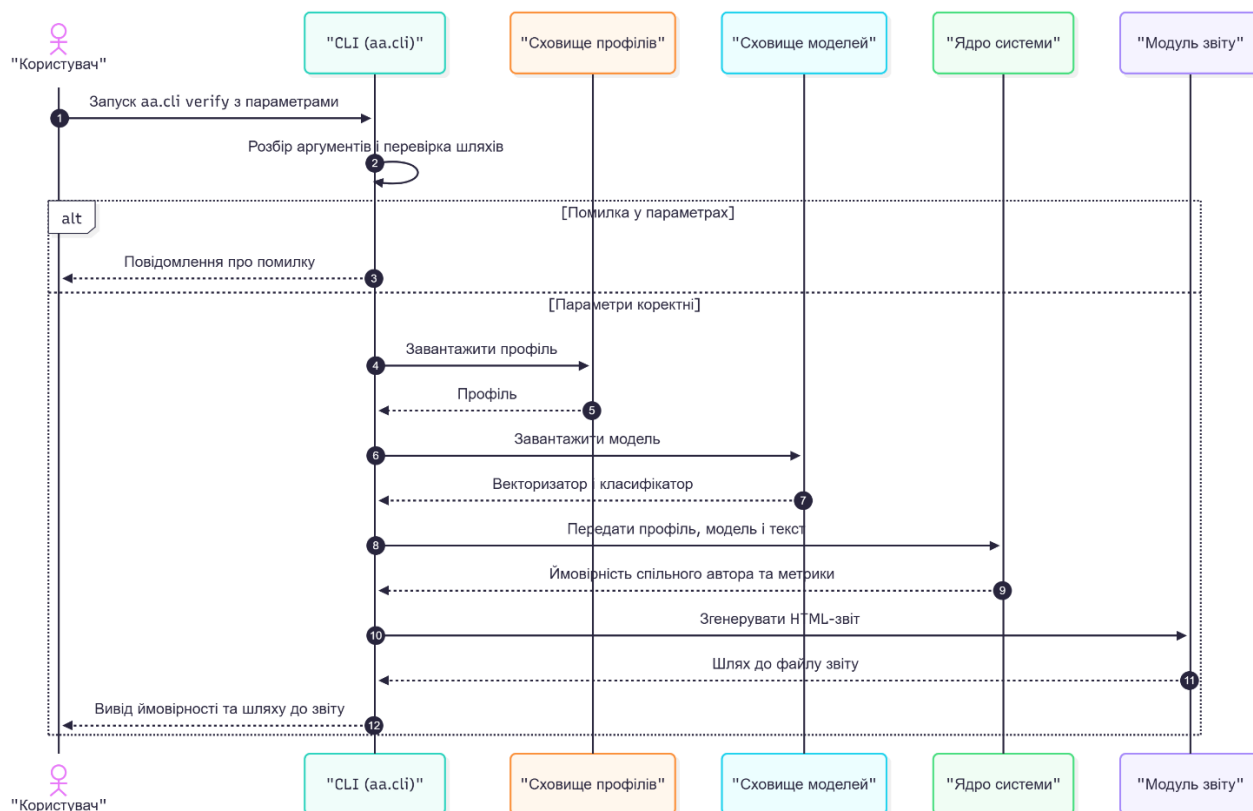 "Користувач"
"CLI (aa.cli)"
"Сховище профілів"
"Сховище моделей"
"Ядро системи"
"Модуль звіту"
1
Запуск aa.cli verify з параметрами
Розбір аргументів і перевірка шляхів
2
alt
[Помилка у параметрах]
Повідомлення про помилку
3
[Параметри коректні]
Завантажити профіль
4
Профіль
5
Завантажити модель
6
Векторизатор і класифікатор
7
Передати профіль, модель і текст
8
Ймовірність спільного автора та метрики
9
Згенерувати HTML-звіт
10
Шлях до файлу звіту
11
Вивід ймовірності та шляху до звіту
12
"Користувач"
"CLI (aa.cli)"
"Сховище профілів"
"Сховище моделей"
"Ядро системи"
"Модуль звіту"